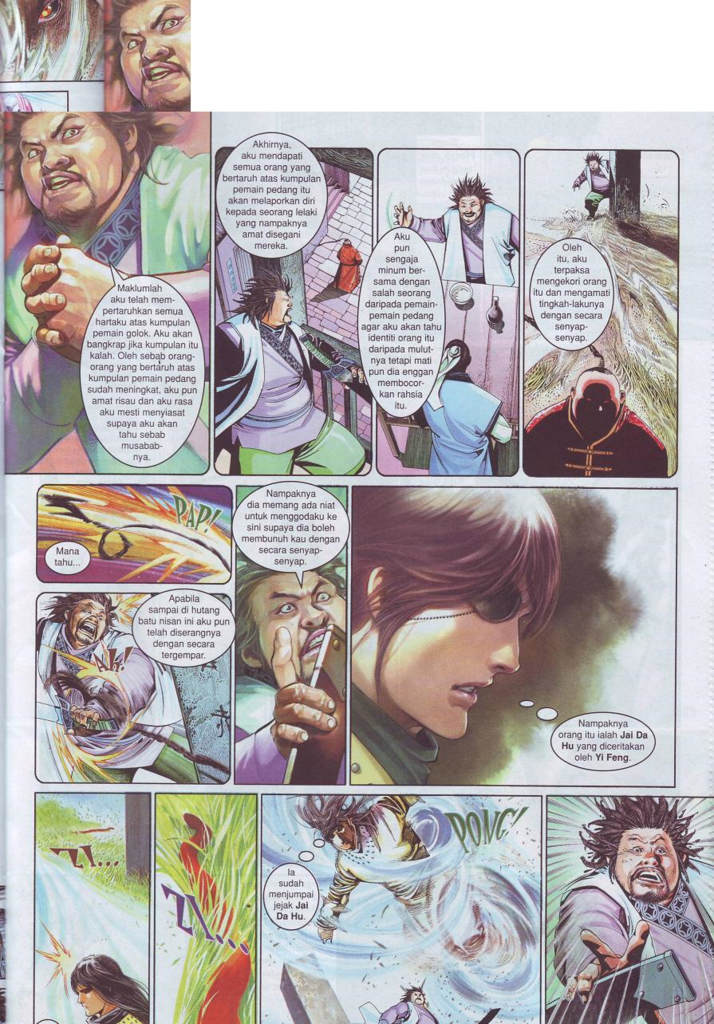 Maklumlah
aku telah mem-
pertaruhkan semua
hartaku atas kumpulan
pemain golok. Aku akan
bangkrap jika kumpulan itu
kalah. Oleh sebab orang-
orang yang bertaruh atas
kumpulan pemain pedang
sudah meningkat, aku pun
amat risau dan aku rasa
aku mesti menyiasat
supaya aku akan
tahu sebab
musabab-
nya.
Akhirnya,
aku mendapati
semua orang yang
bertaruh atas kumpulan
pemain pedang itu
akan melaporkan diri
kepada seorang lelaki
yang nampaknya
amat disegani
mereka.
Aku
pun
sengaja
minum ber-
sama dengan
salah seorang
daripada pemain-
pemain pedang
agar aku akan tahu
identiti orang itu
daripada mulut-
nya tetapi mati
pun dia enggan
membocor-
kan rahsia
itu.
Oleh
itu, aku
terpaksa
mengekori orang
itu dan mengamati
tingkah-lakunya
dengan secara
senyap-
senyap.
PAP!
Mana
tahu...
Apabila
sampai di hutang
batu nisan ini aku pun
telah diserangnya
dengan secara
tergempar.
Nampaknya
dia memang ada niat
untuk menggodaku ke
sini supaya dia boleh
membunuh kau dengan
secara senyap-
senyap.
Nampaknya
orang itu ialah Jai Da
Hu yang diceritakan
oleh Yi Feng.
ZI...
ZI...
PONG!
Ia
sudah
menjumpai
jejak Jai
Da Hu.